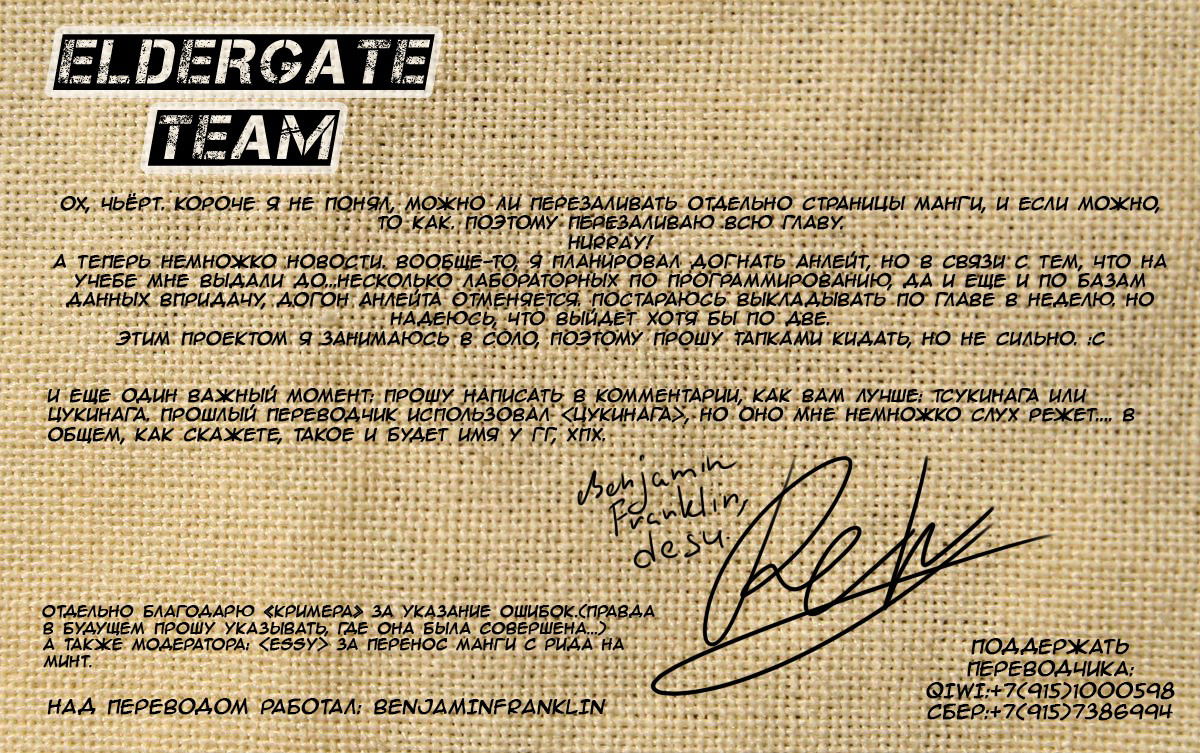 ELDERGATE
TEAM
ОХ, ЧЬЁРТ. КОРОЧЕ Я НЕ ПОНЯЛ, МОЖНО ЛИ ПЕРЕЗАЛИВАТЬ ОТДЕЛЬНО СТРАНИЦЫ МАНГИ, И ЕСЛИ МОЖНО,
ТО КАК. ПОЭТОМУ ПЕРЕЗАЛИВАЮ ВСЮ ГЛАВУ.
HURRAY!
А ТЕПЕРЬ НЕМНОЖКО НОВОСТИ. ВООБЩЕ-ТО, Я ПЛАНИРОВАЛ ДОГНАТЬ АНЛЕЙТ, НО В СВЯЗИ С ТЕМ, ЧТО НА
УЧЕБЕ МНЕ ВЫДАЛИ ДО...НЕСКОЛЬКО ЛАБОРАТОРНЫХ ПО ПРОГРАММИРОВАНИЮ, ДА И ЕЩЕ И ПО БАЗАМ
ДАННЫХ ВПРИДАЧУ, ДОГОН АНЛЕЙТА ОТМЕНЯЕТСЯ. ПОСТАРАЮСЬ ВЫКЛАДЫВАТЬ ПО ГЛАВЕ В НЕДЕЛЮ. НО
НАДЕЮСЬ, ЧТО ВЫЙДЕТ ХОТЯ БЫ ПО ДВЕ.
ЭТИМ ПРОЕКТОМ Я ЗАНИМАЮСЬ В СОЛО, ПОЭТОМУ ПРОШУ ТАПКАМИ КИДАТЬ, НО НЕ СИЛЬНО. :С
И ЕЩЕ ОДИН ВАЖНЫЙ МОМЕНТ: ПРОШУ НАПИСАТЬ В КОММЕНТАРИИ, КАК ВАМ ЛУЧШЕ: ТСУКИНАГА ИЛИ
ЦУКИНАГА. ПРОШЛЫЙ ПЕРЕВОДЧИК ИСПОЛЬЗОВАЛ <ЦУКИНАГА>, НО ОНО МНЕ НЕМНОЖКО СЛУХ РЕЖЕТ.... В
ОБЩЕМ, КАК СКАЖЕТЕ, ТАКОЕ И БУДЕТ ИМЯ У ГГ, ХПХ.
Benjamin
Franklin,
desu.
ОТДЕЛЬНО БЛАГОДАРЮ <КРИМЕРА> ЗА УКАЗАНИЕ ОШИБОК.(ПРАВДА
В БУДУЩЕМ ПРОШУ УКАЗЫВАТЬ, ГДЕ ОНА БЫЛА СОВЕРШЕНА...)
А ТАКЖЕ МОДЕРАТОРА: <ESSY> ЗА ПЕРЕНОС МАНГИ С РИДА НА
МИНТ.
НАД ПЕРЕВОДОМ РАБОТАЛ: BENJAMINFRANKLIN
ПОДДЕРЖАТЬ
ПЕРЕВОДЧИКА:
QIWI:+7(915)1000598
СБЕР:+7(915)7386994